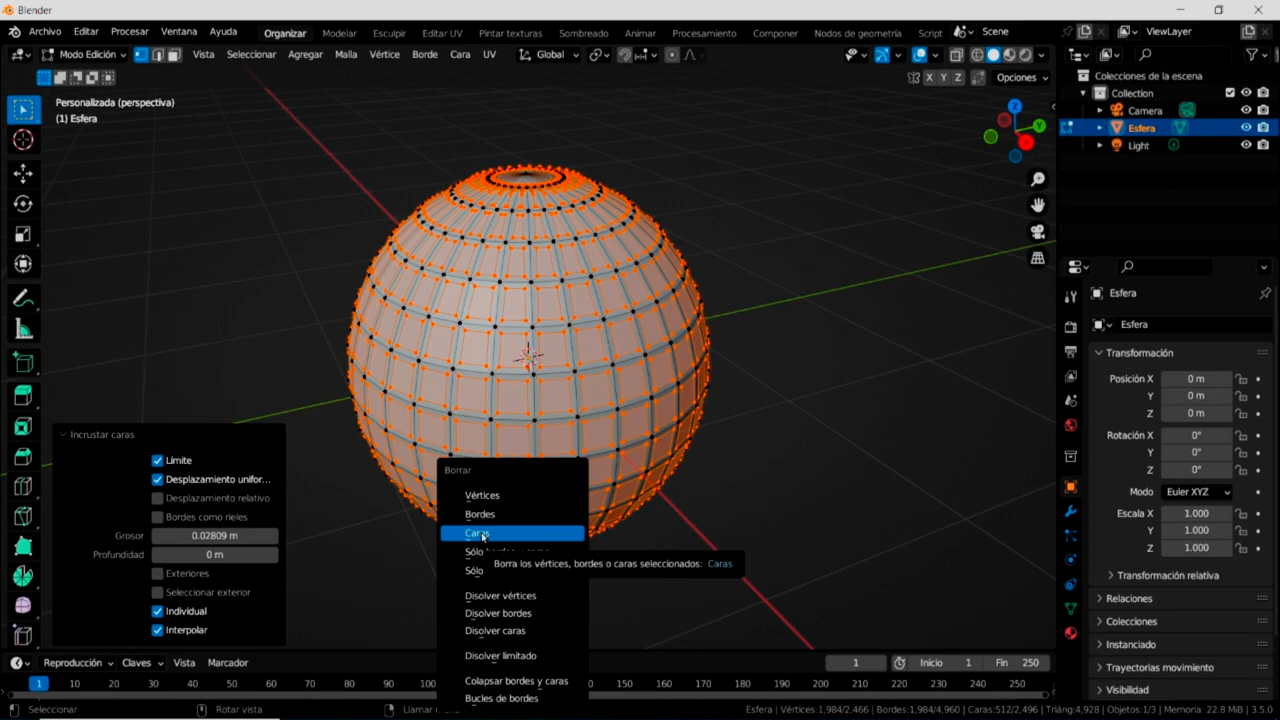 Blender
Archivo Editar Procesar Ventana Ayuda Organizar Modelar Esculpir Editar UV Pintar texturas Sombreado Animar Procesamiento Componer Nodos de geometría Script Scene ViewLayer
Modo Edición Vista Seleccionar Agregar Malla Vértice Borde Cara UV Global
X Y Z Opciones
Personalizada (perspectiva)
(1) Esfera
Z
Y
X
Colecciones de la escena
Collection
Camera
Esfera
Light
Esfera
Esfera
Transformación
Posición X 0 m
Y 0 m
Z 0 m
Rotación X 0°
Y 0°
Z 0°
Modo Euler XYZ
Escala X 1.000
Y 1.000
Z 1.000
Transformación relativa
Relaciones
Colecciones
Instanciado
Trayectorias movimiento
Visibilidad
Incrustar caras
Límite
Desplazamiento unifor...
Desplazamiento relativo
Bordes como rieles
Grosor 0.02809 m
Profundidad 0 m
Exteriores
Seleccionar exterior
Individual
Interpolar
Borrar
Vértices
Bordes
Caras
Sólo
Sólo
Borra los vértices, bordes o caras seleccionados: Caras
Disolver vértices
Disolver bordes
Disolver caras
Disolver limitado
Colapsar bordes y caras
Bucles de bordes
Reproducción Claves Vista Marcador 1 Inicio 1 Fin 250
1 10 20 30 40 50 60 70 80 90 100 150 160 170 180 190 200 210 220 230 240 250
Seleccionar Rotar vista Llamar Esfera | Vértices:1,984/2,466 | Bordes:1,984/4,960 | Caras:512/2,496 | Triáng:4,928 | Objetos:1/3 | Memoria: 22.8 MiB | 3.5.0